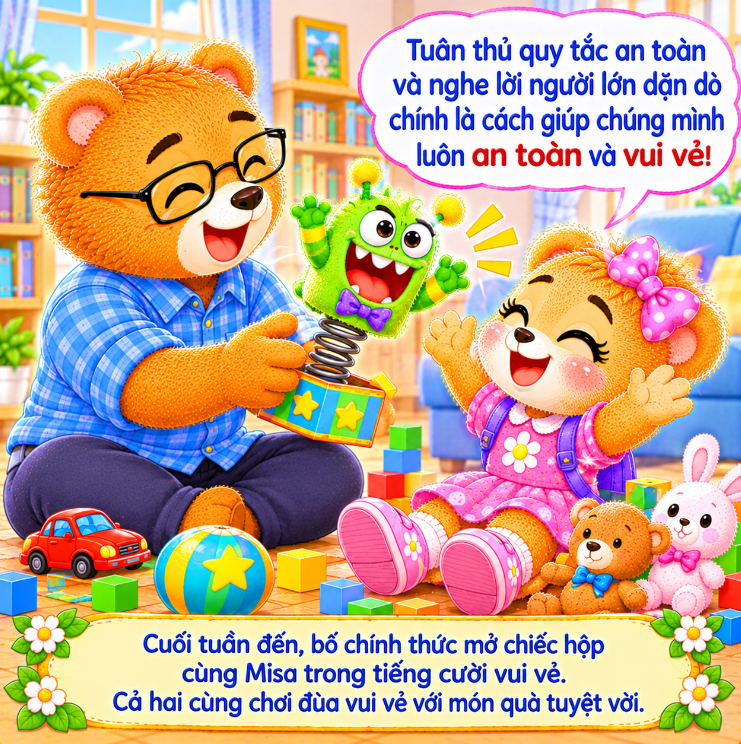 Tuân thủ quy tắc an toàn
và nghe lời người lớn dặn dò
chính là cách giúp chúng mình
luôn an toàn và vui vẻ!
Cuối tuần đến, bố chính thức mở chiếc hộp
cùng Misa trong tiếng cười vui vẻ.
Cả hai cùng chơi đùa vui vẻ với món quà tuyệt vời.